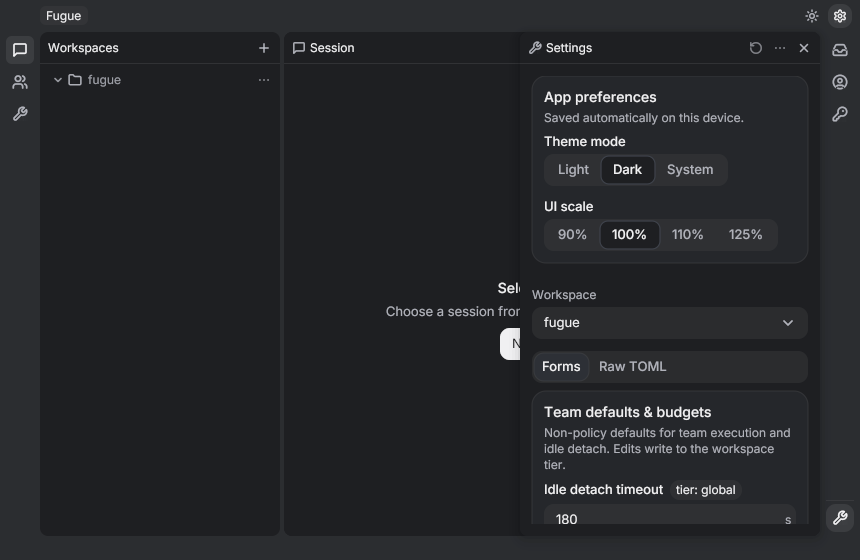 Fugue
Workspaces
Session
Settings
fugue
App preferences
Saved automatically on this device.
Theme mode
Light Dark System
UI scale
90% 100% 110% 125%
Choose a session
Workspace
fugue
Forms Raw TOML
Team defaults & budgets
Non-policy defaults for team execution and
idle detach. Edits write to the workspace
tier.
Idle detach timeout tier: global
180 s